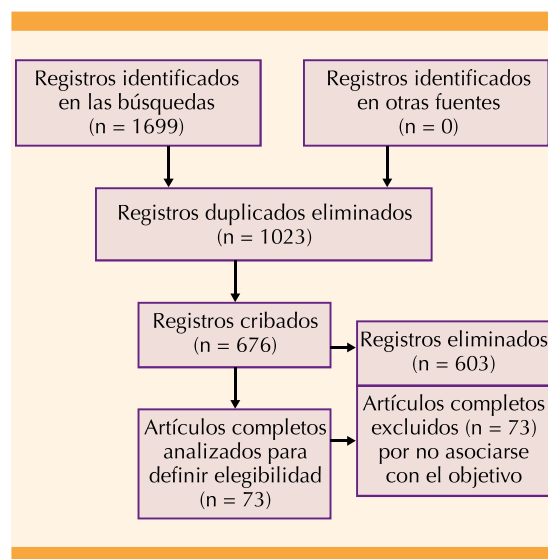 Registros identificados
en las búsquedas
(n = 1699)
Registros identificados
en otras fuentes
(n = 0)
Registros duplicados eliminados
(n = 1023)
Registros cribados
(n = 676)
Registros eliminados
(n = 603)
Artículos completos
analizados para
definir elegibilidad
(n = 73)
Artículos completos
excluidos (n = 73)
por no asociarse
con el objetivo